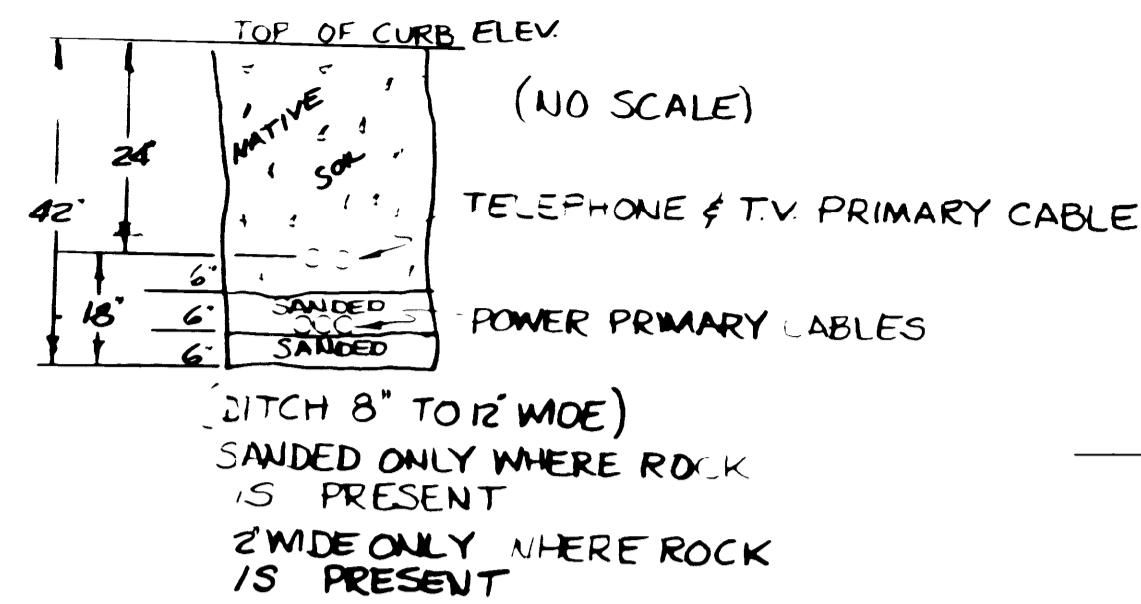 TOP OF CURB ELEV.
(NO SCALE)
NATIVE
SOIL
24"
42"
TELEPHONE & T.V. PRIMARY CABLE
6"
18"
6"
SANDED
POWER PRIMARY CABLES
6"
SANDED
(DITCH 8" TO 12" WIDE)
SANDED ONLY WHERE ROCK
IS PRESENT
2' WIDE ONLY WHERE ROCK
IS PRESENT